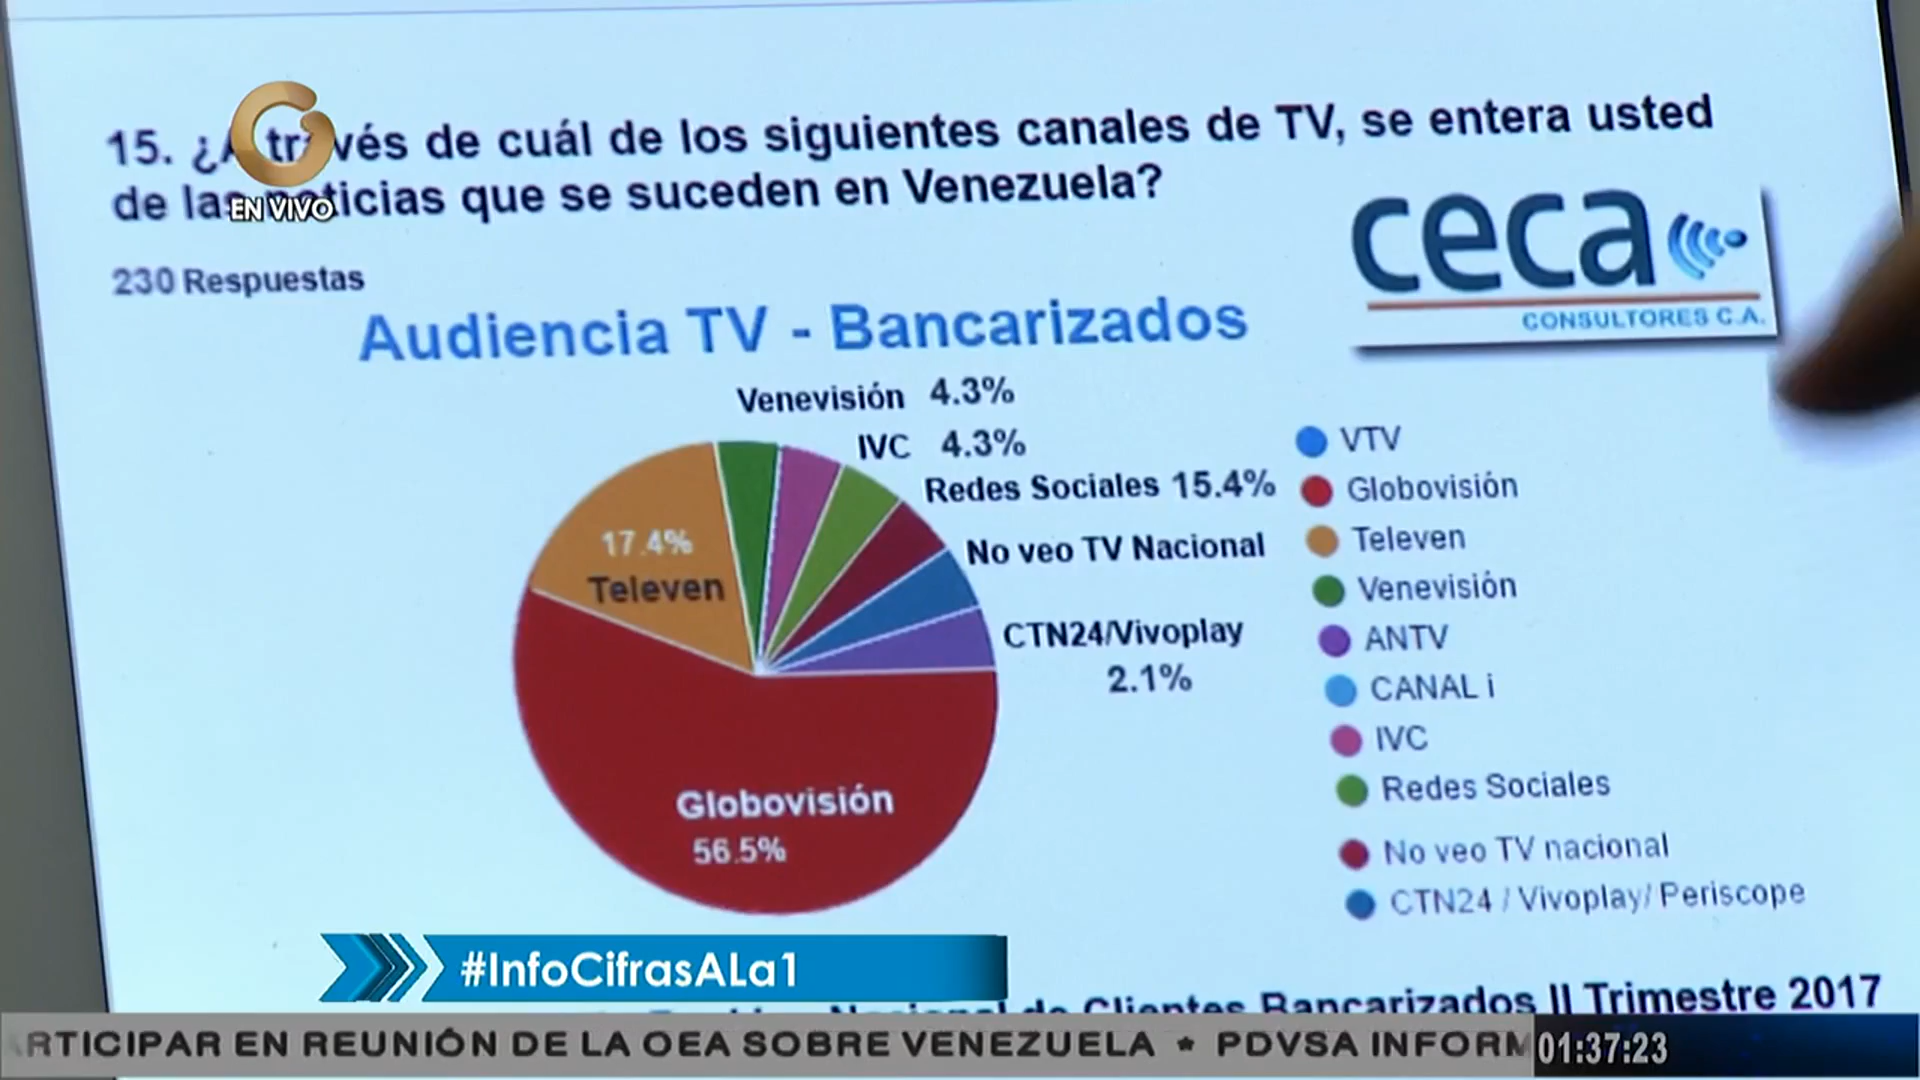 15. ¿A través de cuál de los siguientes canales de TV, se entera usted
de las noticias que se suceden en Venezuela?
EN VIVO
230 Respuestas
ceca
CONSULTORES C.A.
Audiencia TV - Bancarizados
Venevisión 4.3%
IVC 4.3%
Redes Sociales 15.4%
No veo TV Nacional
CTN24/Vivoplay
2.1%
17.4%
Televen
Globovisión
56.5%
VTV
Globovisión
Televen
Venevisión
ANTV
CANAL i
IVC
Redes Sociales
No veo TV nacional
CTN24 / Vivoplay/ Periscope
#InfoCifrasALa1
Nacional de Clientes Bancarizados II Trimestre 2017
ARTICIPAR EN REUNIÓN DE LA OEA SOBRE VENEZUELA * PDVSA INFORM
01:37:23